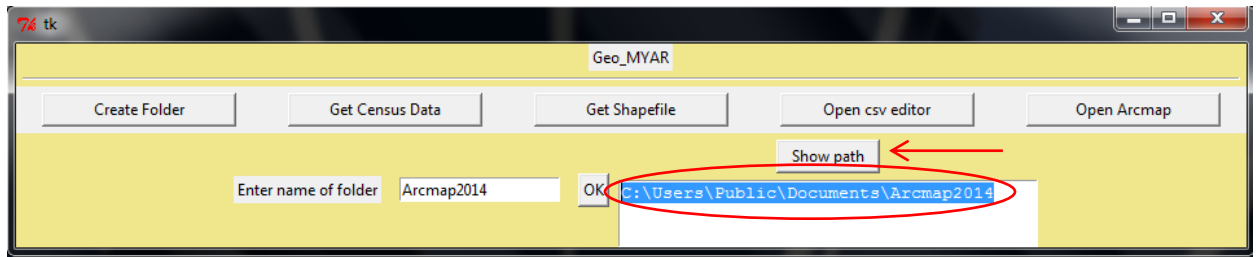 tk
Geo_MYAR
Create Folder Get Census Data Get Shapefile Open csv editor Open Arcmap
Show path
Enter name of folder Arcmap2014 OK C:\Users\Public\Documents\Arcmap2014